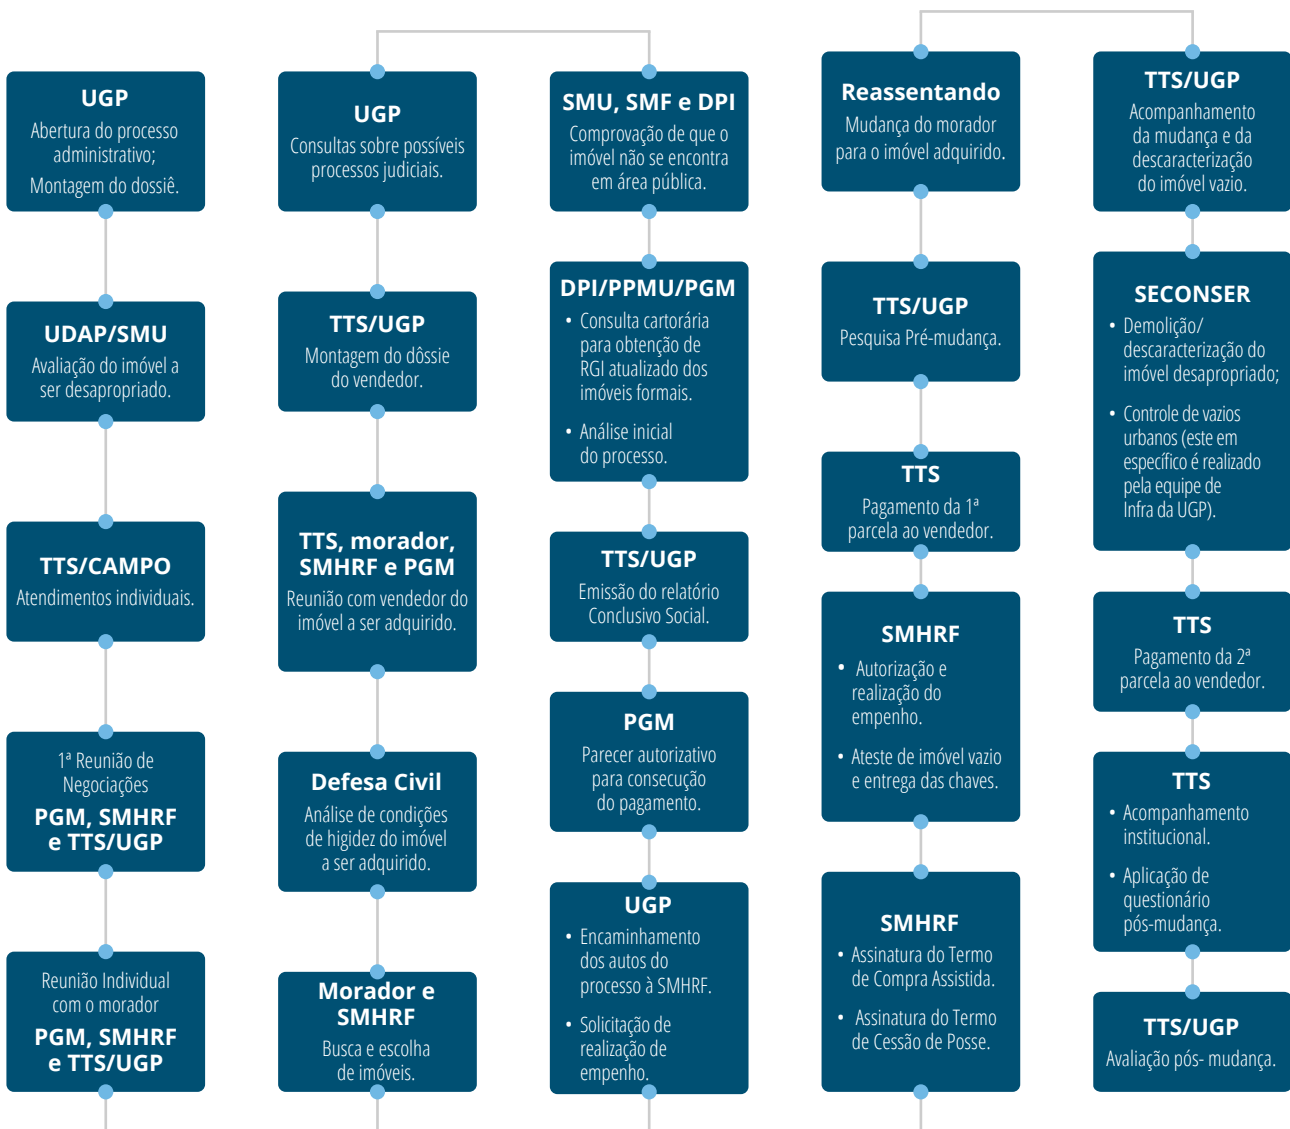 UGP
Abertura do processo
administrativo;
Montagem do dossiê.
UDAP/SMU
Avaliação do imóvel a
ser desapropriado.
TTS/CAMPO
Atendimentos individuais.
1ª Reunião de
Negociações
PGM, SMHRF
e TTS/UGP
Reunião Individual
com o morador
PGM, SMHRF
e TTS/UGP
UGP
Consultas sobre possíveis
processos judiciais.
TTS/UGP
Montagem do dôssie
do vendedor.
TTS, morador,
SMHRF e PGM
Reunião com vendedor do
imóvel a ser adquirido.
Defesa Civil
Análise de condições
de higidez do imóvel
a ser adquirido.
Morador e
SMHRF
Busca e escolha
de imóveis.
SMU, SMF e DPI
Comprovação de que o
imóvel não se encontra
em área pública.
DPI/PPMU/PGM
• Consulta cartorária
para obtenção de
RGI atualizado dos
imóveis formais.
• Análise inicial
do processo.
TTS/UGP
Emissão do relatório
Conclusivo Social.
PGM
Parecer autorizativo
para consecução
do pagamento.
UGP
• Encaminhamento
dos autos do
processo à SMHRF.
• Solicitação de
realização de
empenho.
Reassentando
Mudança do morador
para o imóvel adquirido.
TTS/UGP
Pesquisa Pré-mudança.
TTS
Pagamento da 1ª
parcela ao vendedor.
SMHRF
• Autorização e
realização do
empenho.
• Ateste de imóvel vazio
e entrega das chaves.
SMHRF
• Assinatura do Termo
de Compra Assistida.
• Assinatura do Termo
de Cessão de Posse.
TTS/UGP
Acompanhamento
da mudança e da
descaracterização
do imóvel vazio.
SECONSER
• Demolição/
descaracterização do
imóvel desapropriado;
• Controle de vazios
urbanos (este em
específico é realizado
pela equipe de
Infra da UGP).
TTS
Pagamento da 2ª
parcela ao vendedor.
TTS
• Acompanhamento
institucional.
• Aplicação de
questionário
pós-mudança.
TTS/UGP
Avaliação pós- mudança.